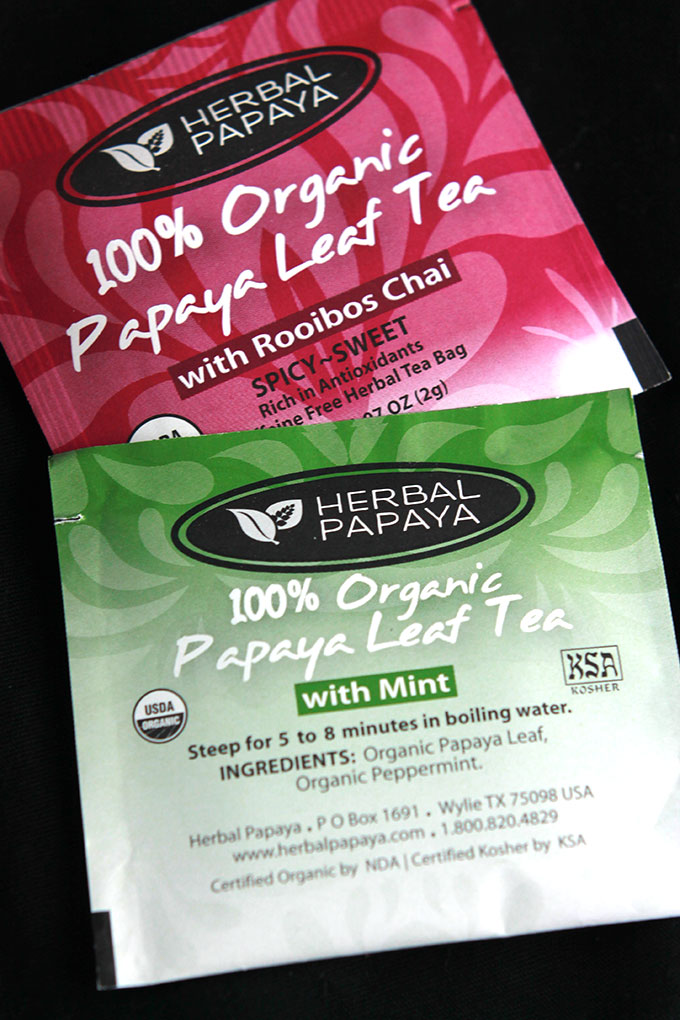 HERBAL
PAPAYA
100% Organic
Papaya Leaf Tea
with Rooibos Chai
SPICY~SWEET
Rich in Antioxidants
Free Herbal Tea Bag
OZ (2g)
HERBAL
PAPAYA
100% Organic
Papaya Leaf Tea
with Mint
KSA
KOSHER
USDA
ORGANIC
Steep for 5 to 8 minutes in boiling water.
INGREDIENTS: Organic Papaya Leaf,
Organic Peppermint.
Herbal Papaya • P O Box 1691 • Wylie TX 75098 USA
www.herbalpapaya.com • 1.800.820.4829
Certified Organic by NDA | Certified Kosher by KSA